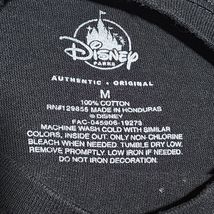 Disney
PARKS
AUTHENTIC • ORIGINAL
M
100% COTTON
RN#129855 MADE IN HONDURAS
© DISNEY
FAC-045906-19273
MACHINE WASH COLD WITH SIMILAR
COLORS, INSIDE OUT. ONLY NON-CHLORINE
BLEACH WHEN NEEDED. TUMBLE DRY LOW.
REMOVE PROMPTLY. LOW IRON IF NEEDED.
DO NOT IRON DECORATION.